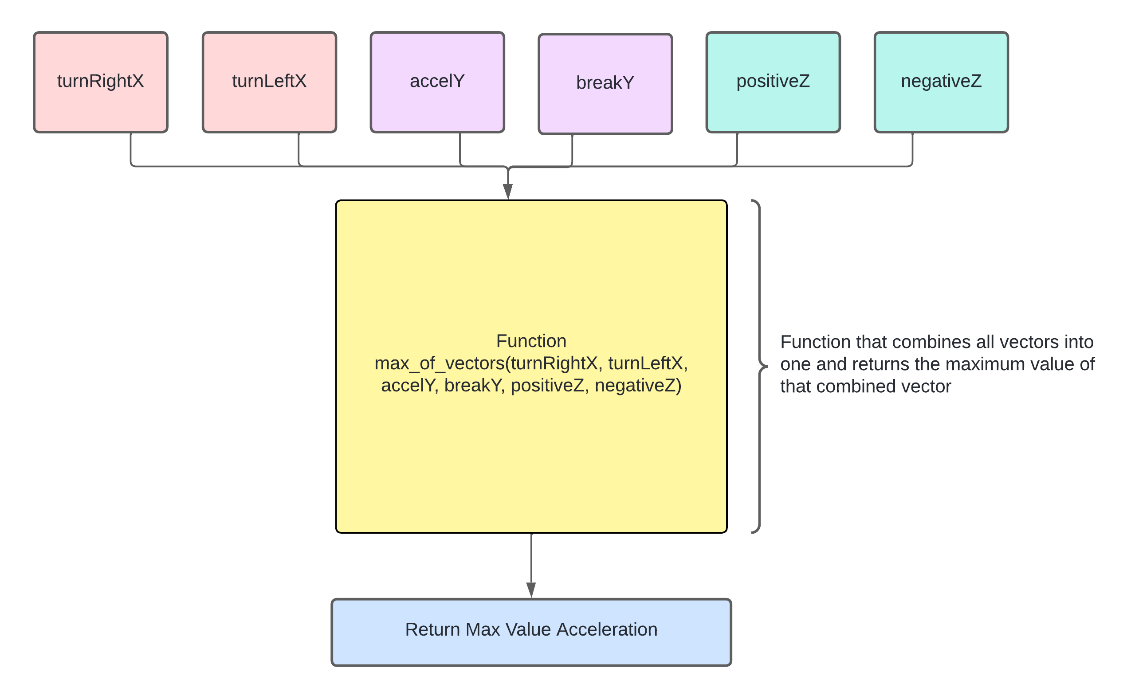 turnRightX
turnLeftX
accelY
breakY
positiveZ
negativeZ
Function
max_of_vectors(turnRightX, turnLeftX,
accelY, breakY, positiveZ, negativeZ)
Function that combines all vectors into
one and returns the maximum value of
that combined vector
Return Max Value Acceleration